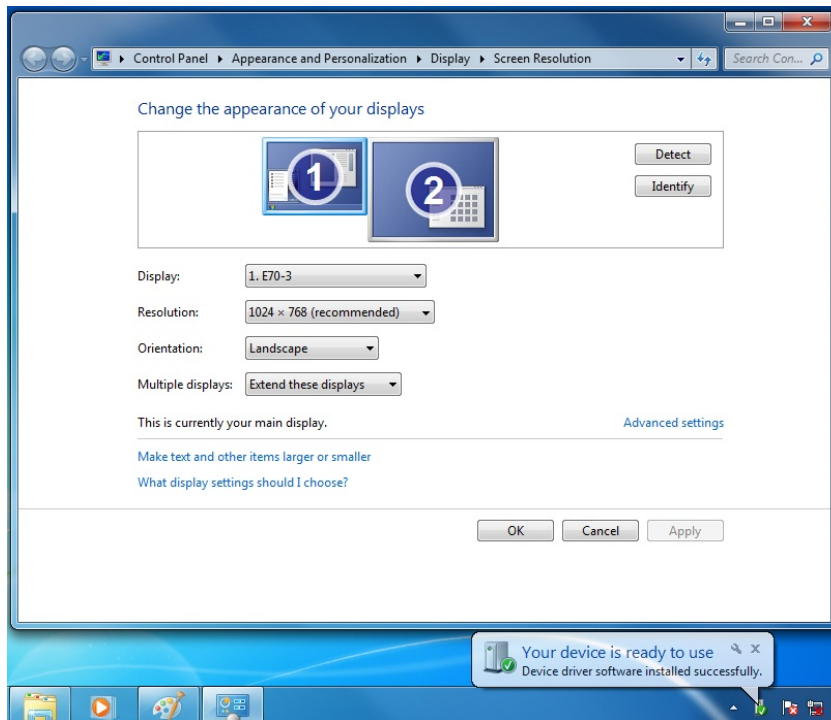 Control Panel ▸ Appearance and Personalization ▸ Display ▸ Screen Resolution
Search Con...
Change the appearance of your displays
1
2
Detect
Identify
Display: 1. E70-3
Resolution: 1024 × 768 (recommended)
Orientation: Landscape
Multiple displays: Extend these displays
This is currently your main display. Advanced settings
Make text and other items larger or smaller
What display settings should I choose?
OK Cancel Apply
Your device is ready to use
Device driver software installed successfully.